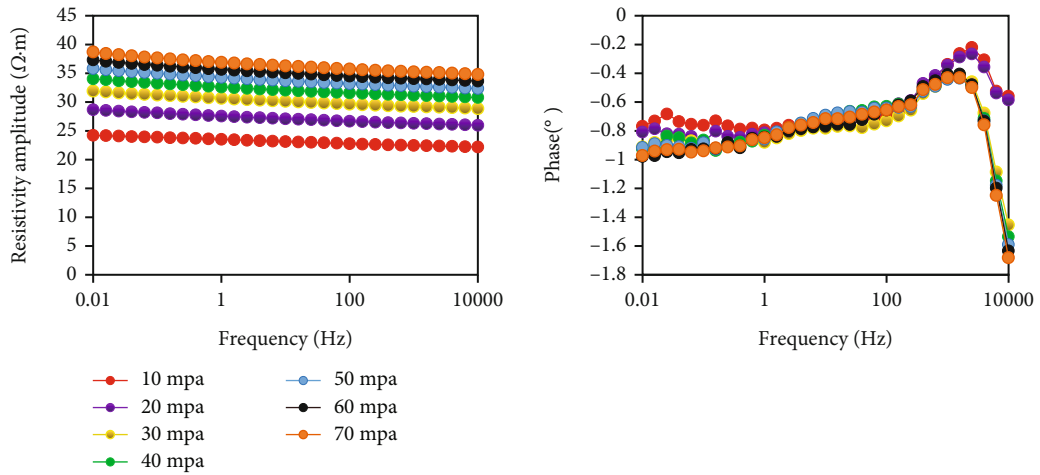 Resistivity amplitude (Ω·m)
45
40
35
30
25
20
15
10
5
0
0.01 1 100 10000
Frequency (Hz)
Phase(°)
0
–0.2
–0.4
–0.6
–0.8
–1
–1.2
–1.4
–1.6
–1.8
0.01 1 100 10000
Frequency (Hz)
10 mpa
20 mpa
30 mpa
40 mpa
50 mpa
60 mpa
70 mpa